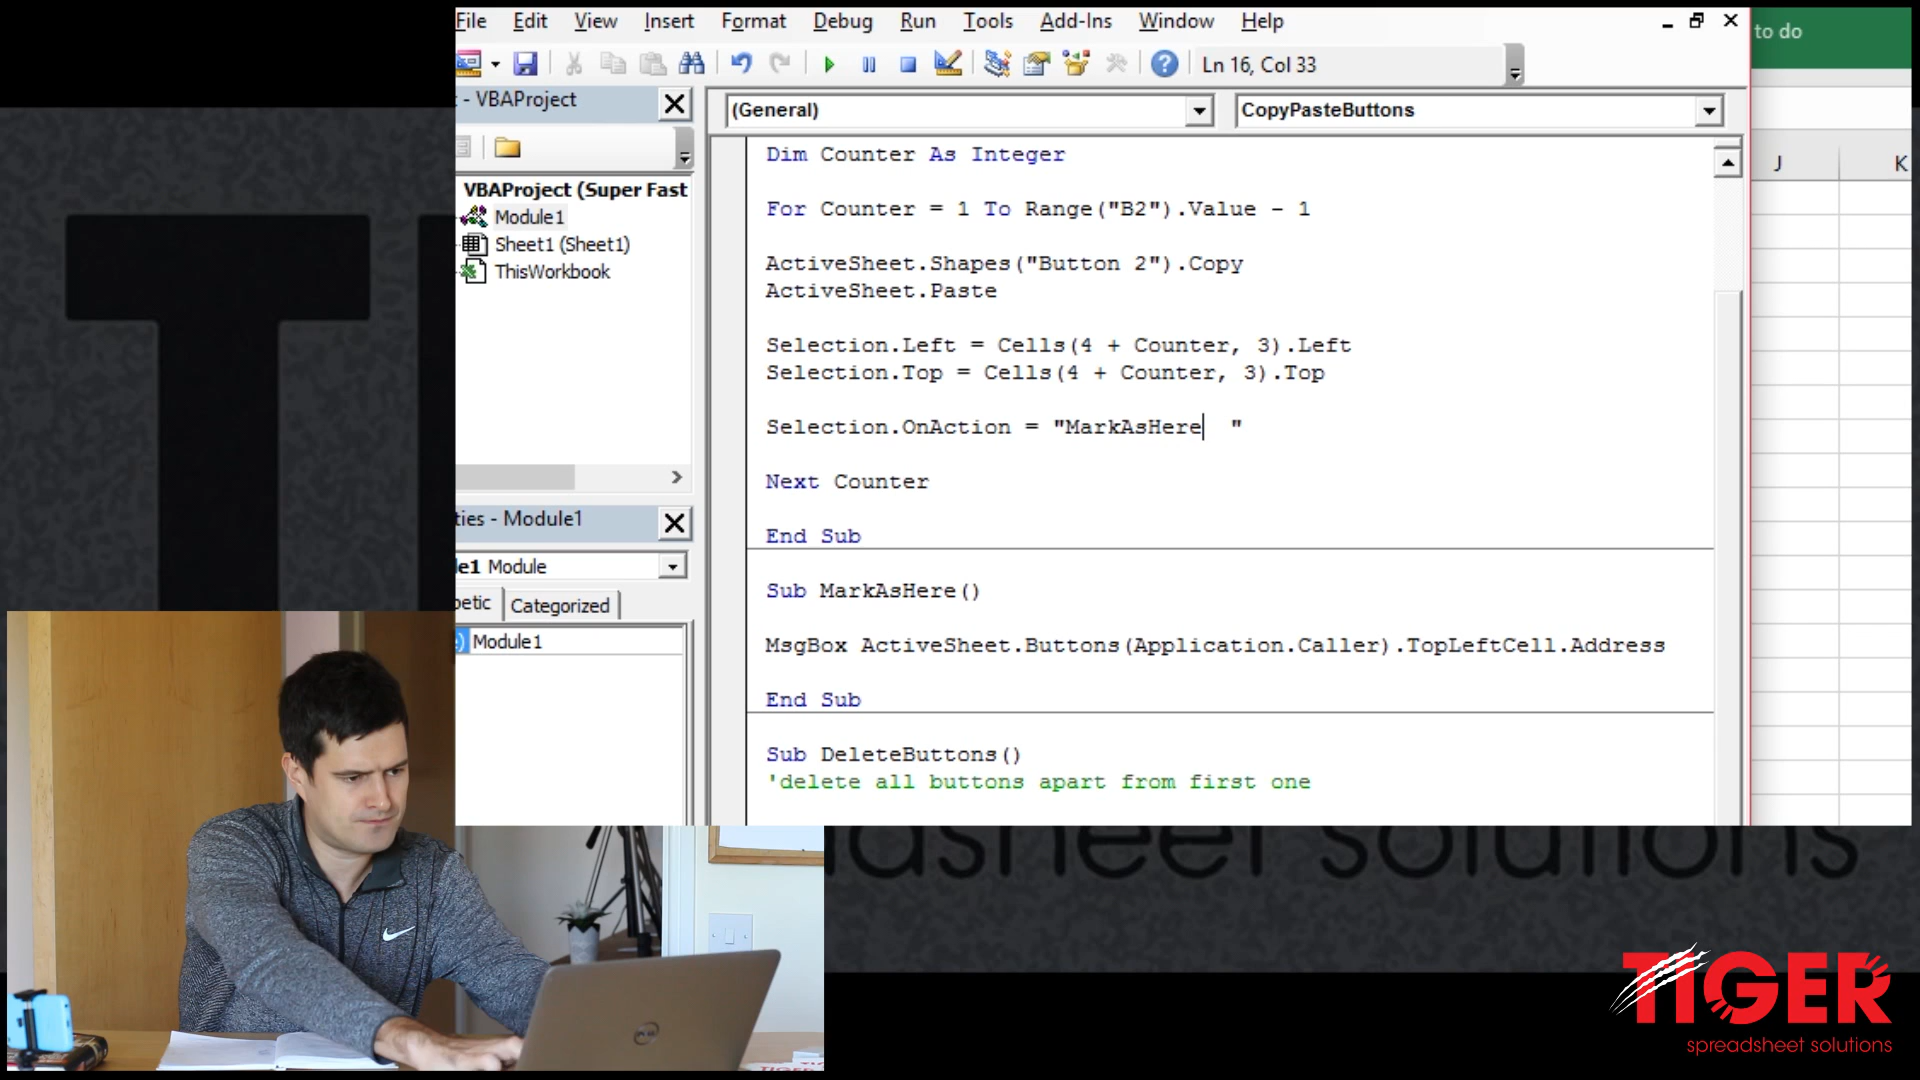 File Edit View Insert Format Debug Run Tools Add-Ins Window Help
to do
Ln 16, Col 33
- VBAProject
(General)
CopyPasteButtons
J K
VBAProject (Super Fast
Module1
Sheet1 (Sheet1)
ThisWorkbook
ties - Module1
le1 Module
betic Categorized
Module1
Dim Counter As Integer
For Counter = 1 To Range("B2").Value - 1
ActiveSheet.Shapes("Button 2").Copy
ActiveSheet.Paste
Selection.Left = Cells(4 + Counter, 3).Left
Selection.Top = Cells(4 + Counter, 3).Top
Selection.OnAction = "MarkAsHere  "
Next Counter
End Sub
Sub MarkAsHere()
MsgBox ActiveSheet.Buttons(Application.Caller).TopLeftCell.Address
End Sub
Sub DeleteButtons()
'delete all buttons apart from first one
adsheet solutions
TIGER
spreadsheet solutions